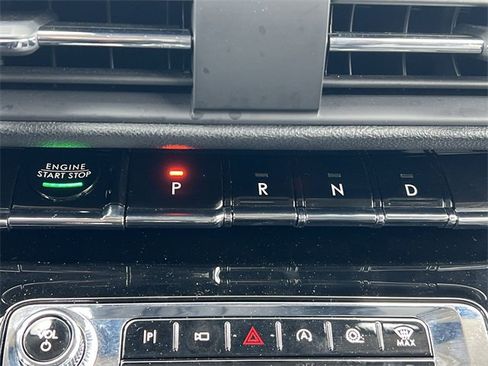 ENGINE
START STOP
P R N D
VOL
P A
MAX